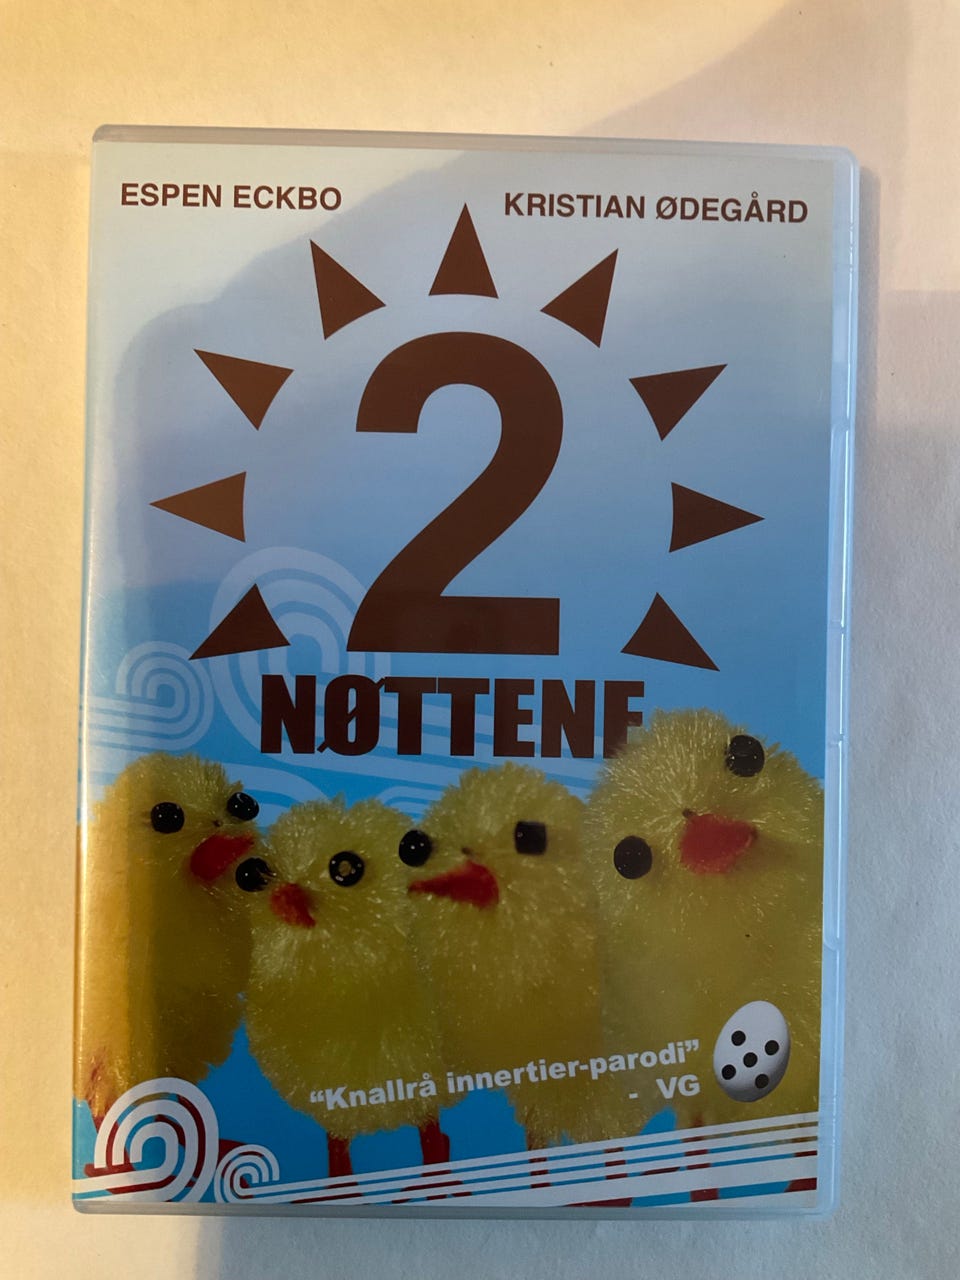 ESPEN ECKBO
KRISTIAN ØDEGÅRD
2
NØTTENE
“Knallrå innertier-parodi”
- VG